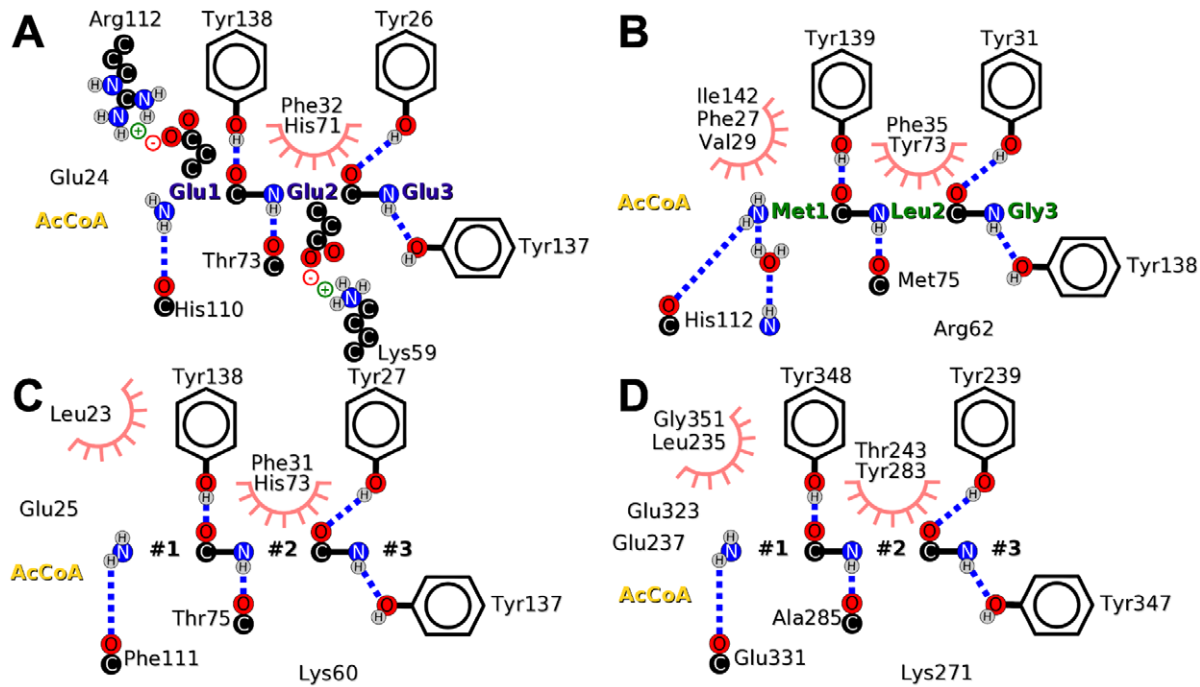 A
Arg112
Tyr138
Tyr26
Phe32
His71
Glu24
Glu1
Glu2
Glu3
AcCoA
Thr73
Tyr137
His110
Lys59
B
Tyr139
Tyr31
Ile142
Phe27
Val29
Phe35
Tyr73
AcCoA
Met1
Leu2
Gly3
Met75
Tyr138
His112
Arg62
C
Tyr138
Tyr27
Leu23
Phe31
His73
Glu25
#1
#2
#3
AcCoA
Thr75
Tyr137
Phe111
Lys60
D
Tyr348
Tyr239
Gly351
Leu235
Thr243
Tyr283
Glu323
Glu237
#1
#2
#3
AcCoA
Ala285
Tyr347
Glu331
Lys271